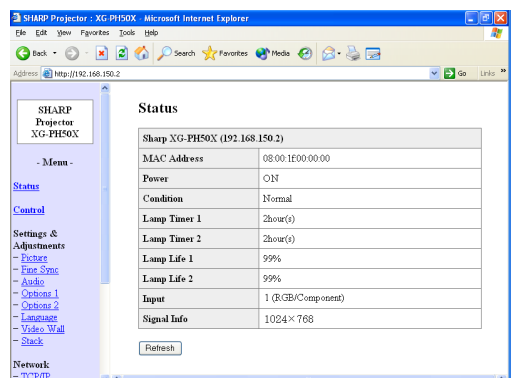 SHARP Projector : XG-PH50X - Microsoft Internet Explorer
File Edit View Favorites Tools Help
Back Search Favorites Media
Address http://192.168.150.2 Go Links »
SHARP
Projector
XG-PH50X
- Menu -
Status
Control
Settings &
Adjustments
- Picture
- Fine Sync
- Audio
- Options 1
- Options 2
- Language
- Video Wall
- Stack
Network
- TCP/IP
Status
Sharp XG-PH50X (192.168.150.2)
MAC Address 08:00:1f:00:00:00
Power ON
Condition Normal
Lamp Timer 1 2hour(s)
Lamp Timer 2 2hour(s)
Lamp Life 1 99%
Lamp Life 2 99%
Input 1 (RGB/Component)
Signal Info 1024×768
Refresh